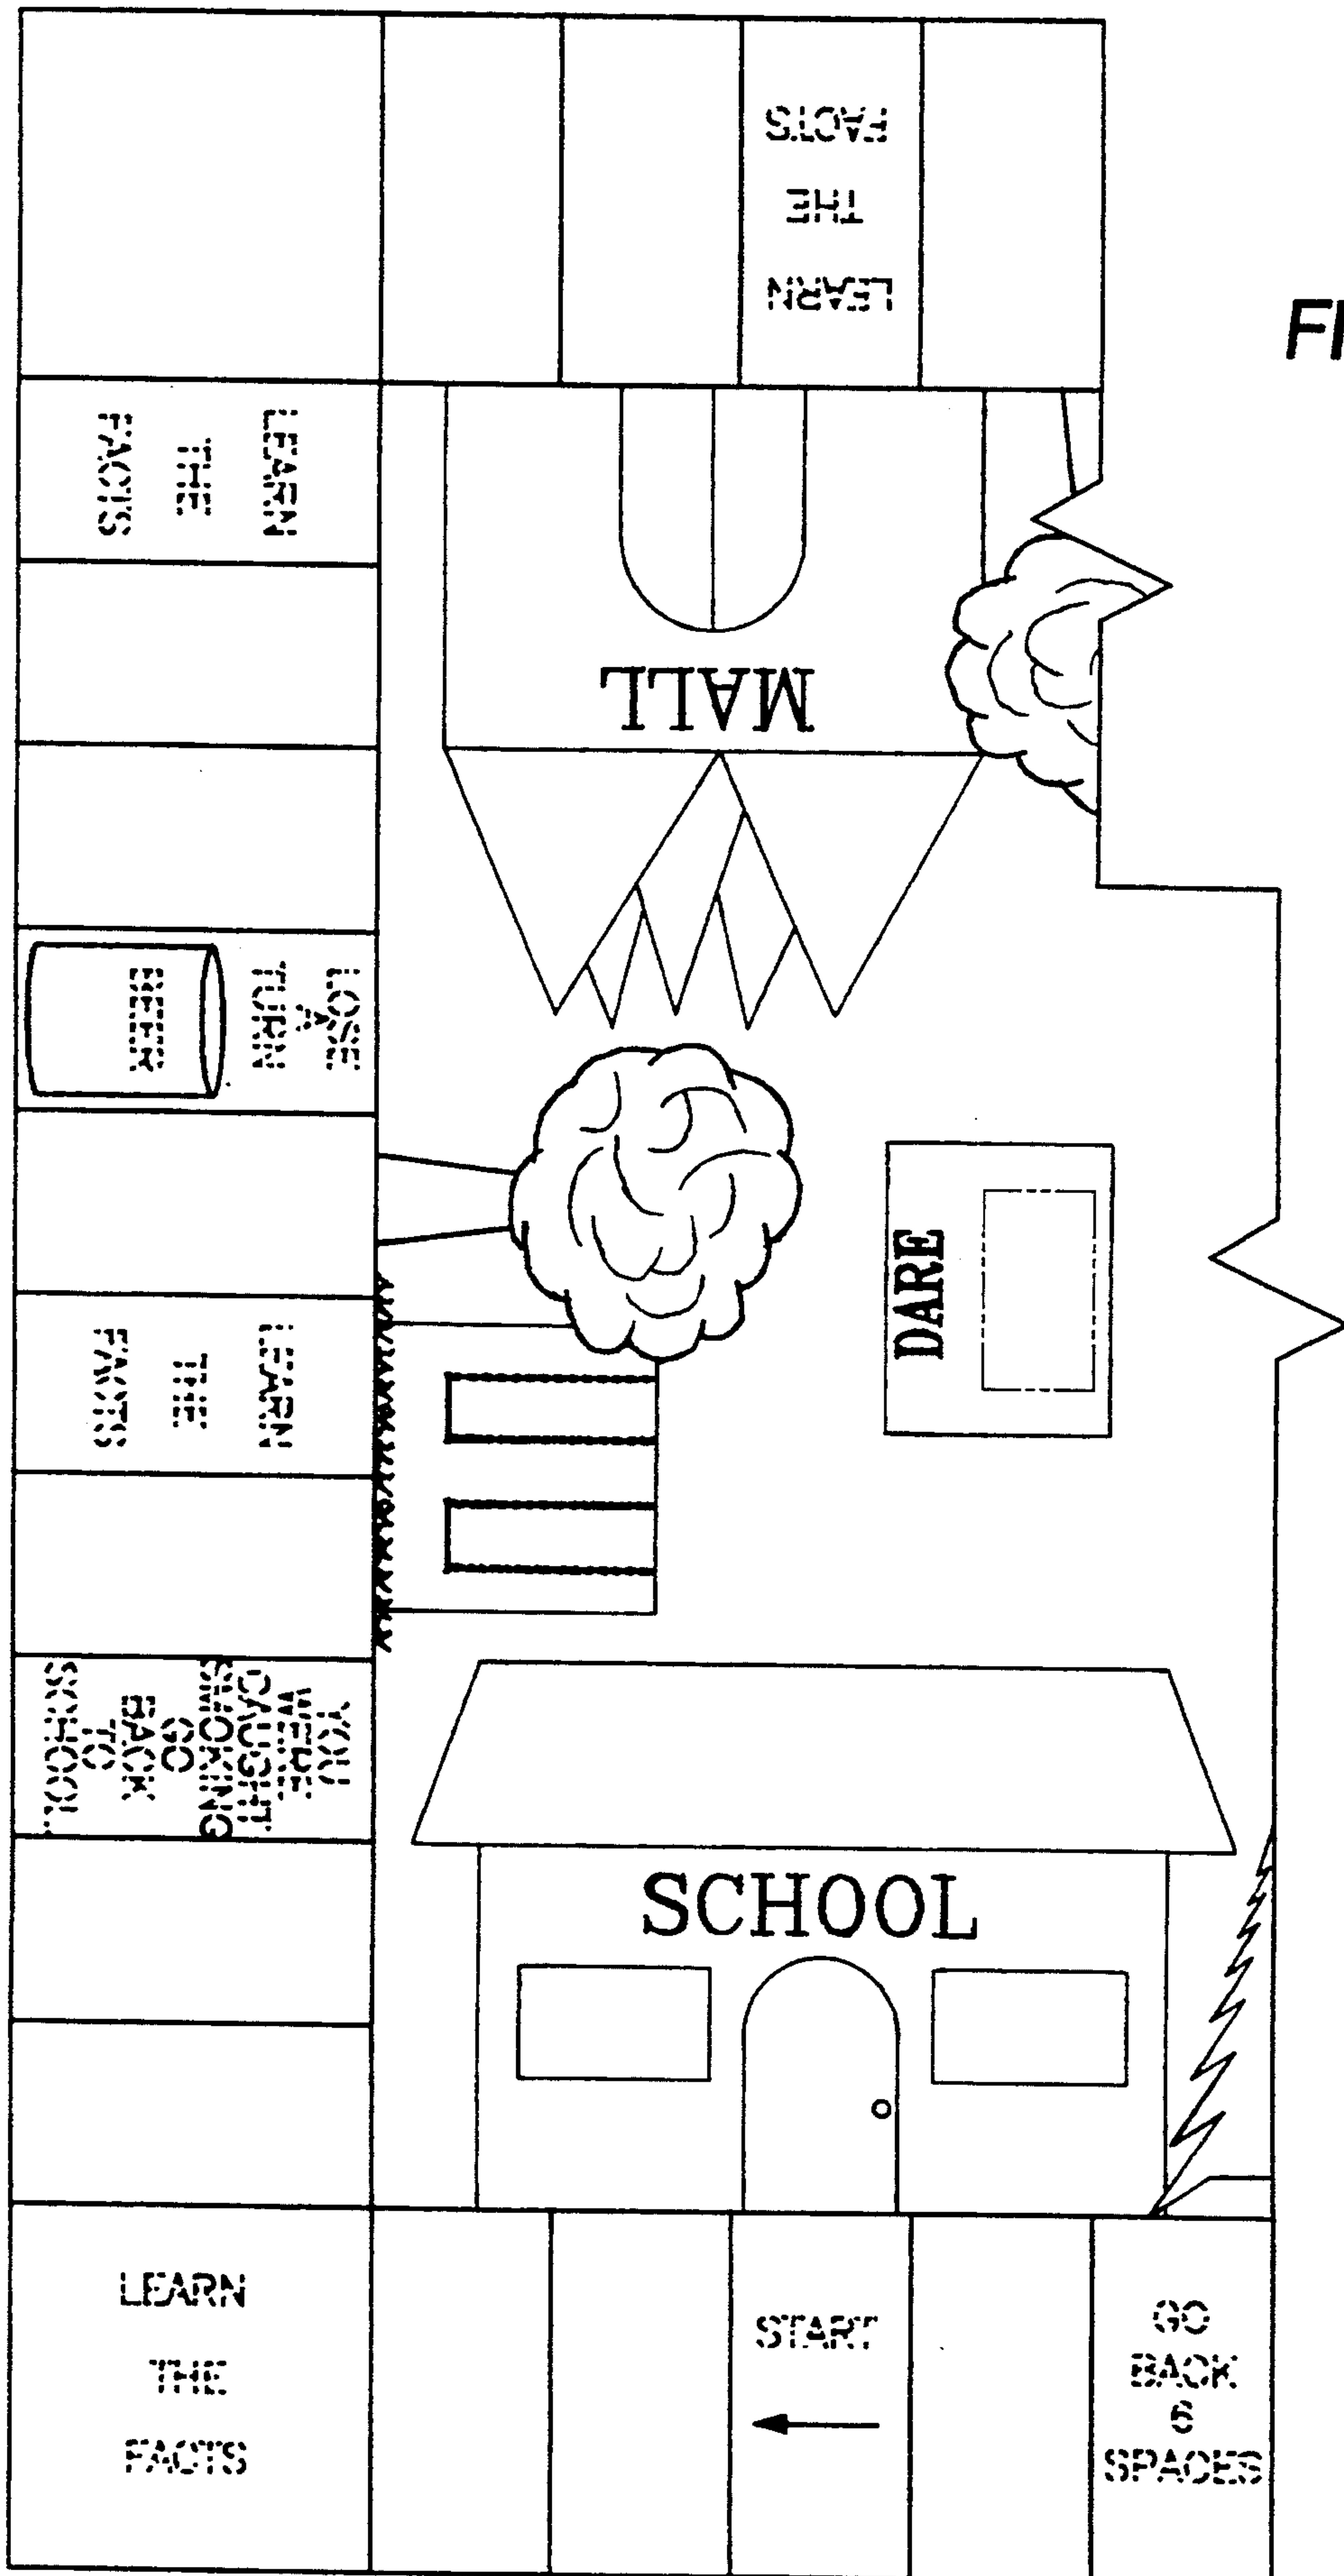 LEARN
THE
FACTS
FI
LEARN
THE
FACTS
MALL
LOSE
A
TURN
BEER
DARE
LEARN
THE
FACTS
YOU
WERE
CAUGHT
SMOKING
GO
BACK
TO
SCHOOL.
SCHOOL
LEARN
THE
FACTS
START
GO
BACK
6
SPACES